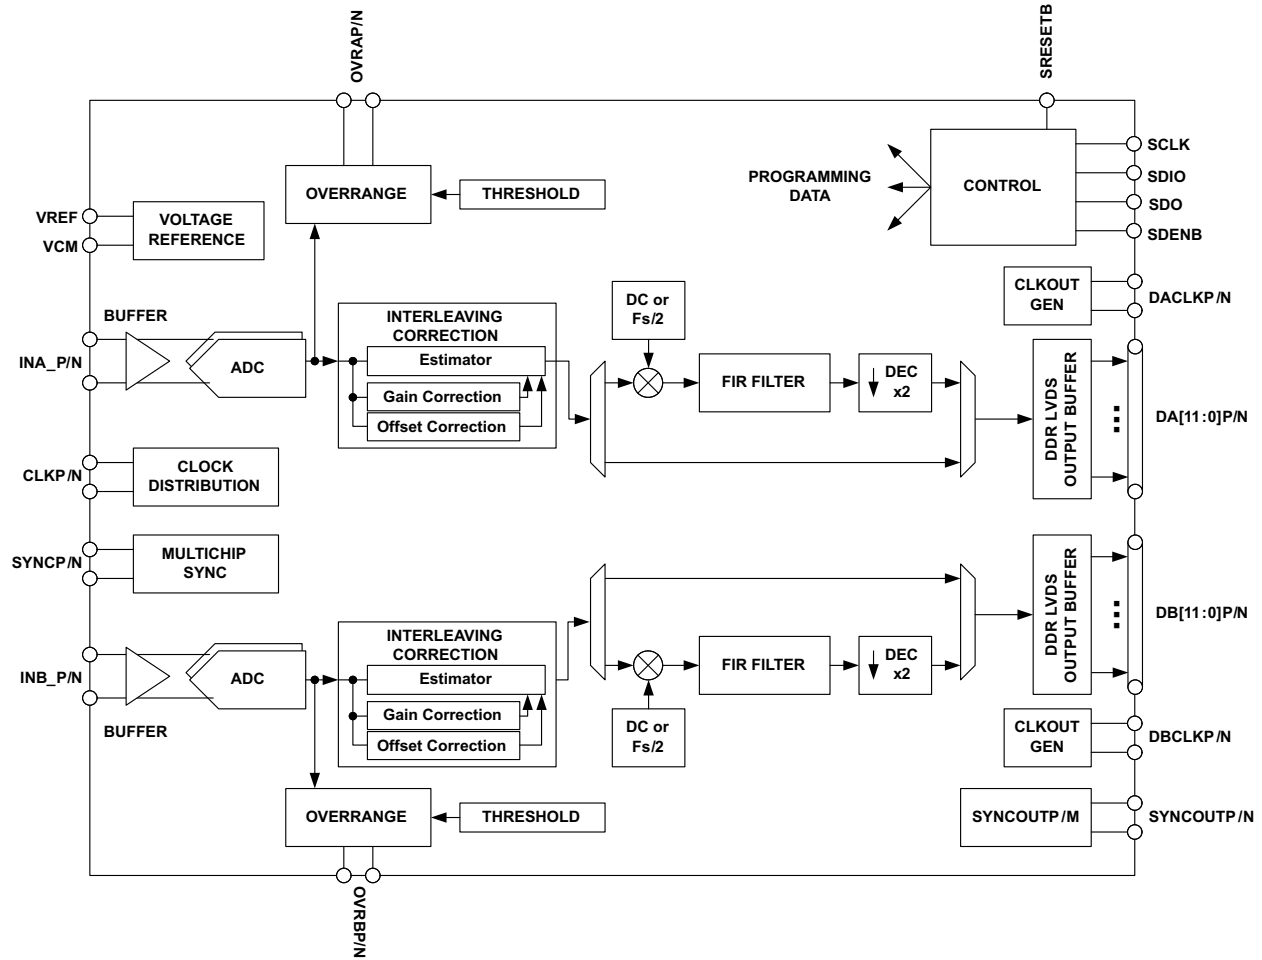 OVRAP/N
SRESETB
OVERRANGE
THRESHOLD
PROGRAMMING
DATA
CONTROL
SCLK
SDIO
SDO
SDENB
VREF
VCM
VOLTAGE
REFERENCE
CLKOUT
GEN
DACLKP/N
BUFFER
INA_P/N
ADC
INTERLEAVING
CORRECTION
Estimator
Gain Correction
Offset Correction
DC or
Fs/2
FIR FILTER
DEC
x2
DDR LVDS
OUTPUT BUFFER
DA[11:0]P/N
CLKP/N
CLOCK
DISTRIBUTION
SYNCP/N
MULTICHIP
SYNC
INB_P/N
ADC
BUFFER
INTERLEAVING
CORRECTION
Estimator
Gain Correction
Offset Correction
FIR FILTER
DEC
x2
DC or
Fs/2
DDR LVDS
OUTPUT BUFFER
DB[11:0]P/N
CLKOUT
GEN
DBCLKP/N
OVERRANGE
THRESHOLD
SYNCOUTP/M
SYNCOUTP/N
OVRBP/N